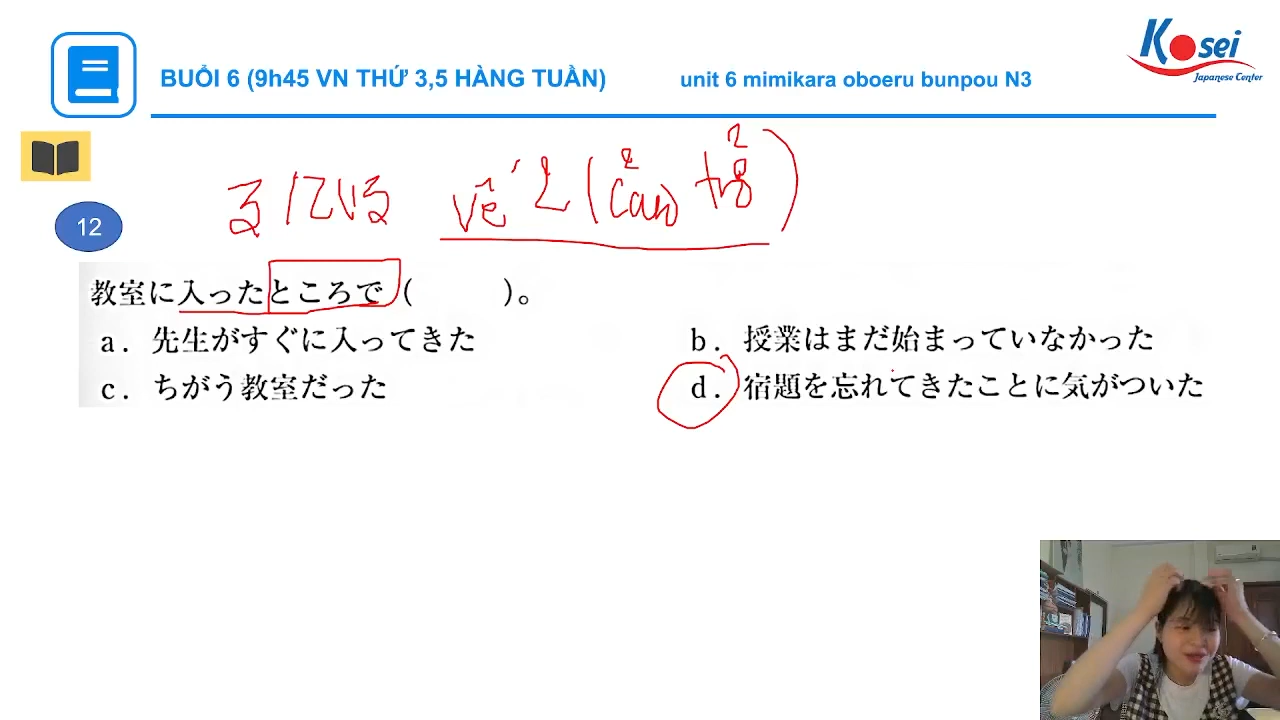 Kosei
Japanese Center
BUỔI 6 (9h45 VN THỨ 3,5 HÀNG TUẦN)
unit 6 mimikara oboeru bunpou N3
12
教室に入ったところで（　　　）。
a．先生がすぐに入ってきた
b．授業はまだ始まっていなかった
c．ちがう教室だった
d．宿題を忘れてきたことに気がついた